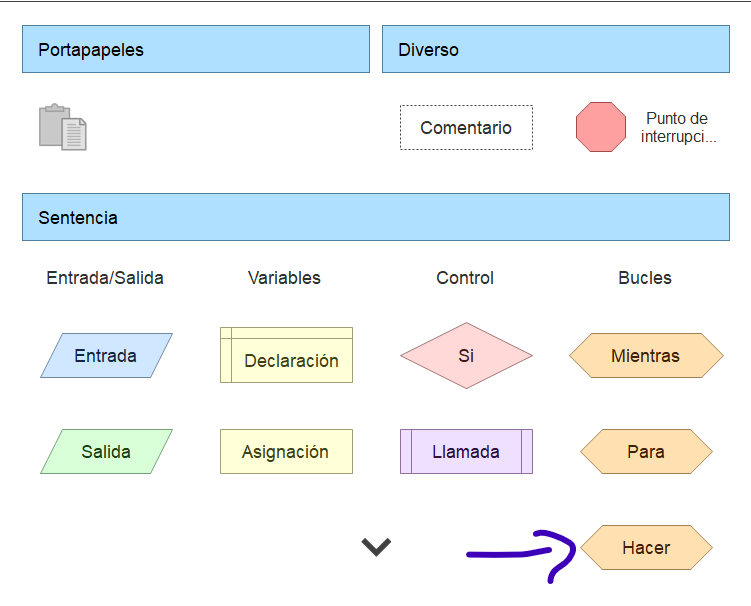 Portapapeles
Diverso
Comentario
Punto de
interrupci...
Sentencia
Entrada/Salida
Variables
Control
Bucles
Entrada
Declaración
Si
Mientras
Salida
Asignación
Llamada
Para
Hacer